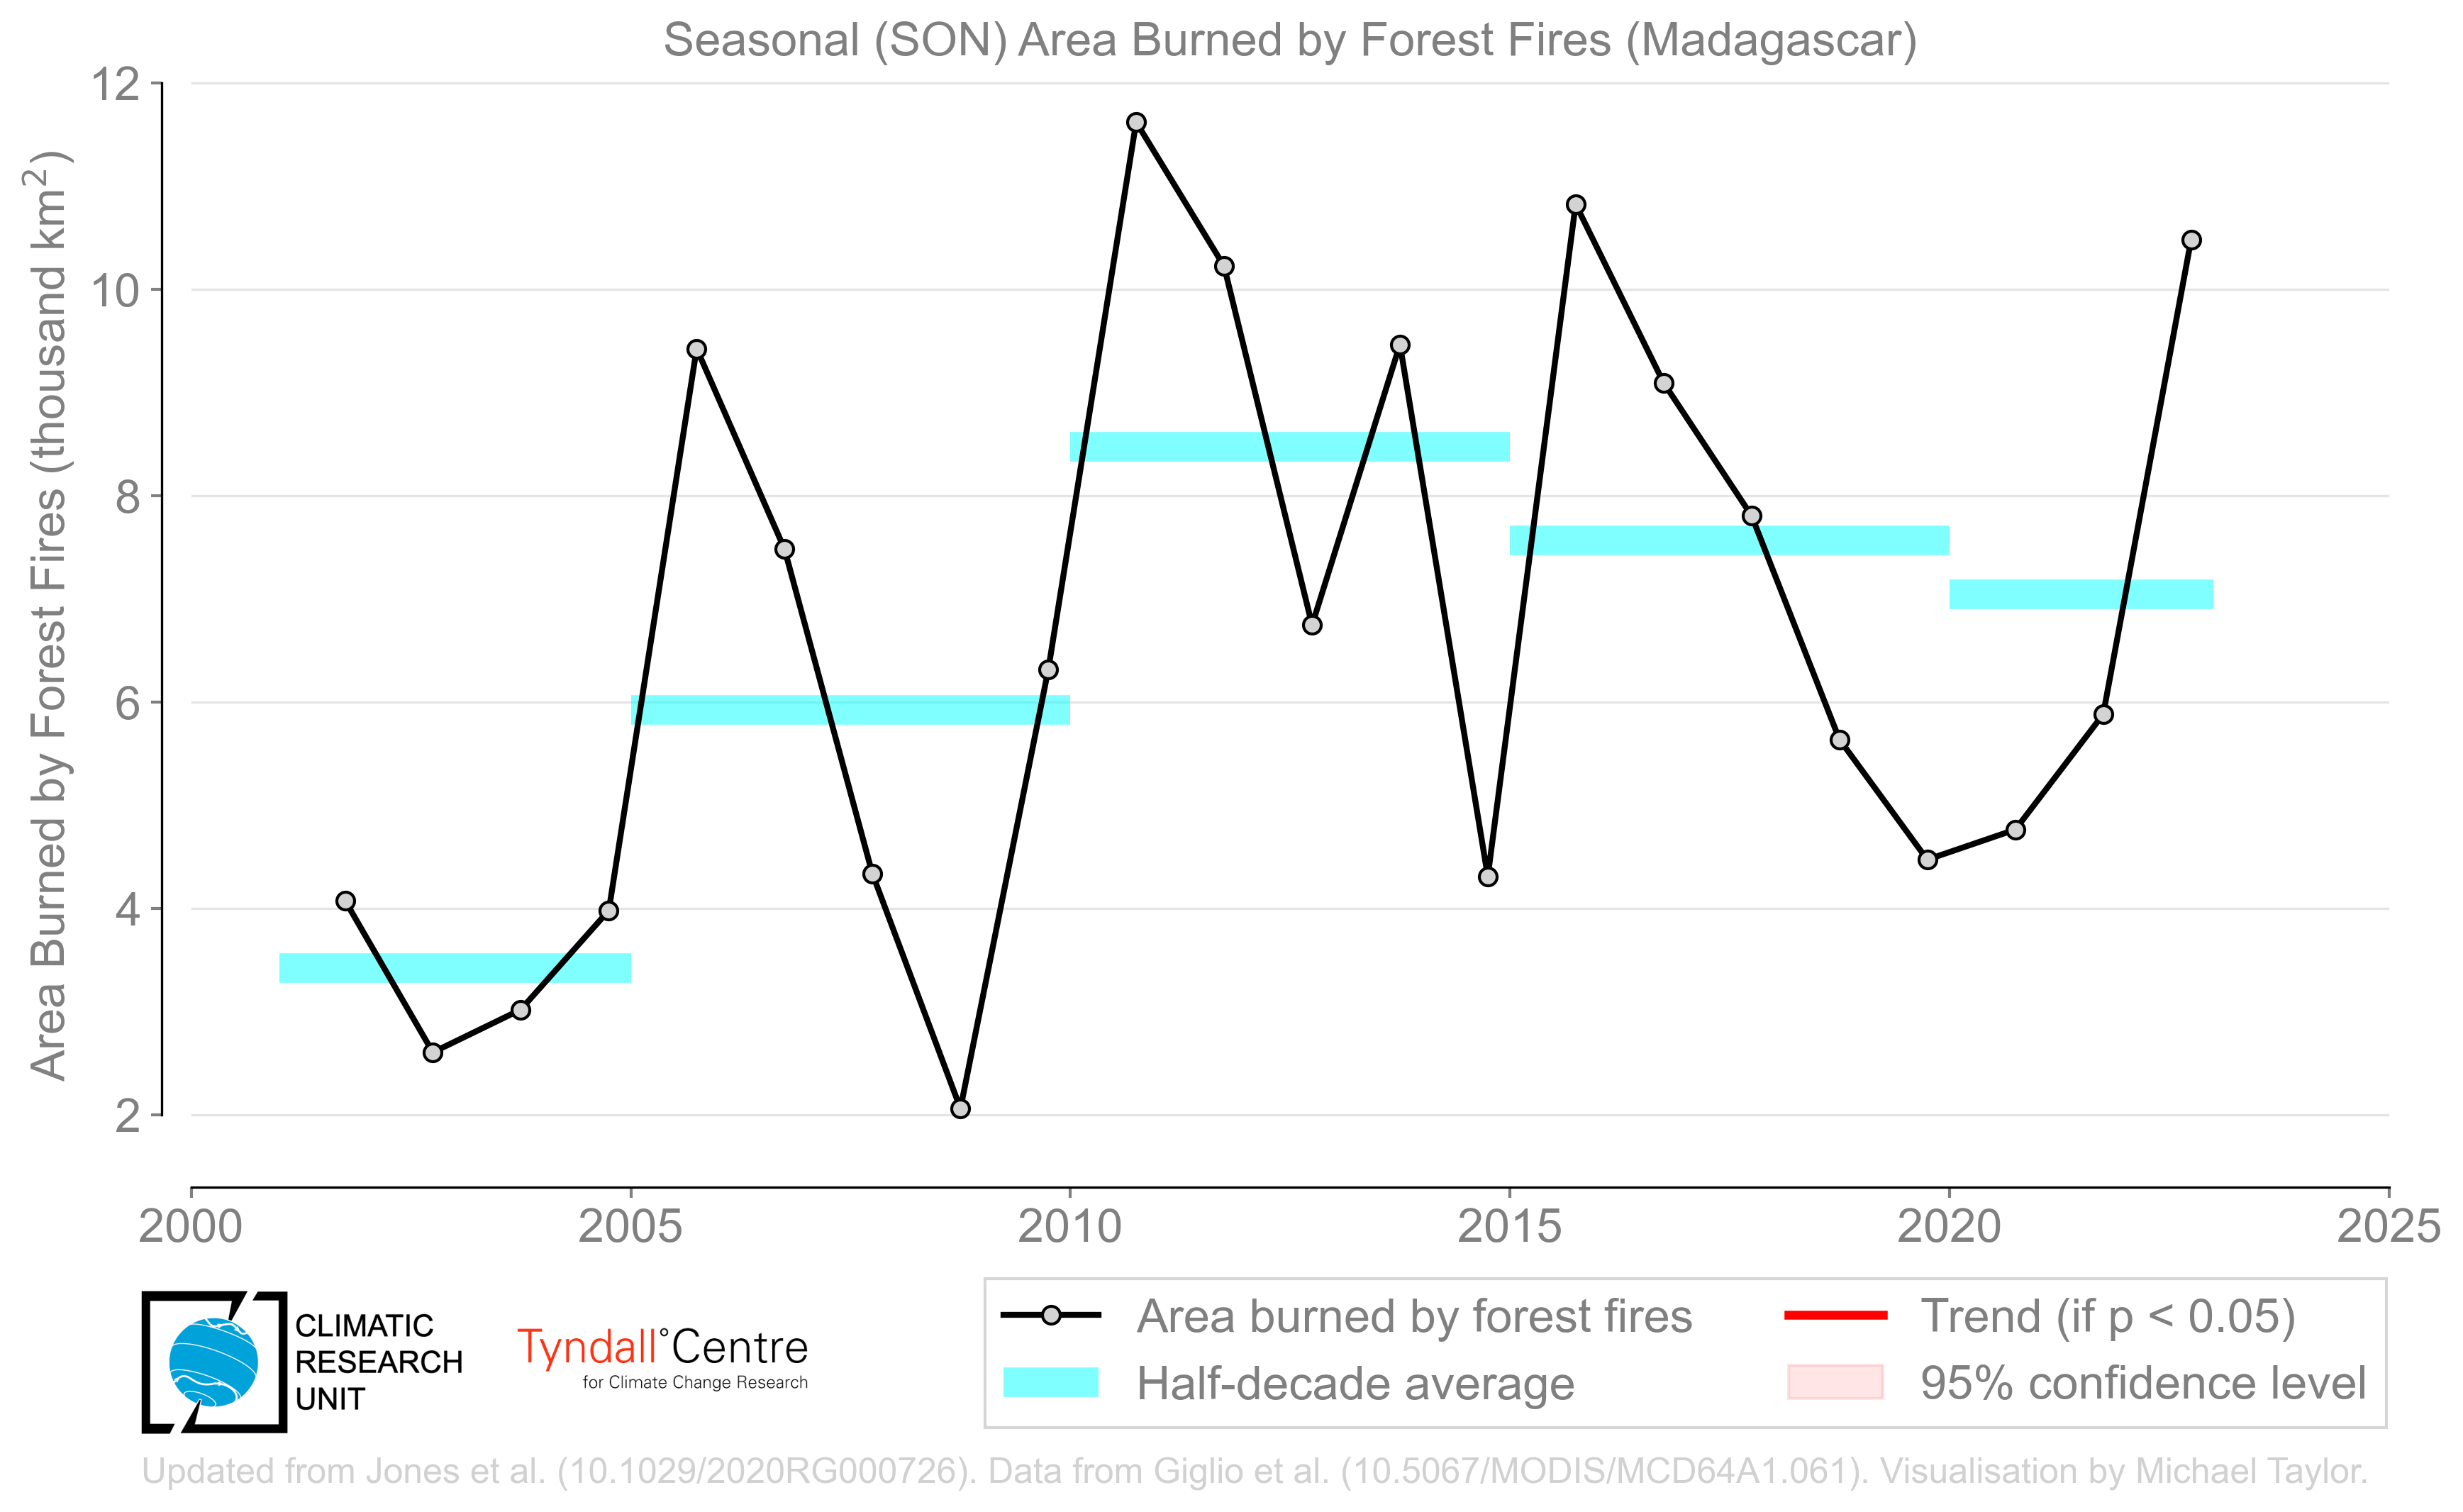 Seasonal (SON) Area Burned by Forest Fires (Madagascar)
Area Burned by Forest Fires (thousand km²)
12
10
8
6
4
2
2000
2005
2010
2015
2020
2025
CLIMATIC
RESEARCH
UNIT
Tyndall°Centre
for Climate Change Research
Area burned by forest fires
Half-decade average
Trend (if p < 0.05)
95% confidence level
Updated from Jones et al. (10.1029/2020RG000726). Data from Giglio et al. (10.5067/MODIS/MCD64A1.061). Visualisation by Michael Taylor.